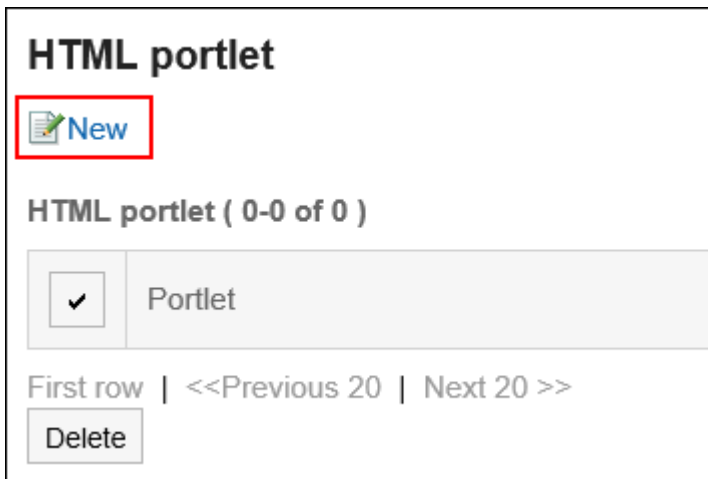 HTML portlet
New
HTML portlet ( 0-0 of 0 )
Portlet
First row | <<Previous 20 | Next 20 >>
Delete